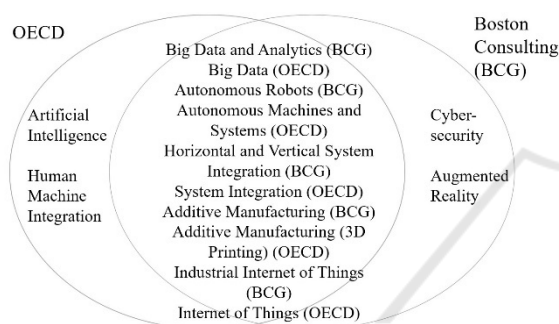 OECD
Boston
Consulting
(BCG)
Big Data and Analytics (BCG)
Big Data (OECD)
Autonomous Robots (BCG)
Autonomous Machines and
Systems (OECD)
Horizontal and Vertical System
Integration (BCG)
System Integration (OECD)
Additive Manufacturing (BCG)
Additive Manufacturing (3D
Printing) (OECD)
Industrial Internet of Things
(BCG)
Internet of Things (OECD)
Artificial
Intelligence
Human
Machine
Integration
Cyber-
security
Augmented
Reality